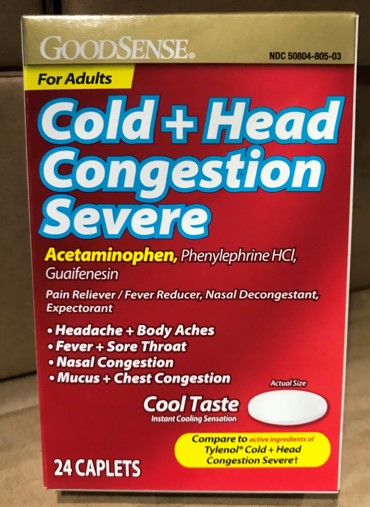 GOODSENSE®
NDC 50804-805-03
For Adults
Cold + Head
Congestion
Severe
Acetaminophen, Phenylephrine HCl,
Guaifenesin
Pain Reliever / Fever Reducer, Nasal Decongestant,
Expectorant
• Headache + Body Aches
• Fever + Sore Throat
• Nasal Congestion
• Mucus + Chest Congestion
Actual Size
Cool Taste
Instant Cooling Sensation
Compare to active ingredients of
Tylenol® Cold + Head
Congestion Severe†
24 CAPLETS